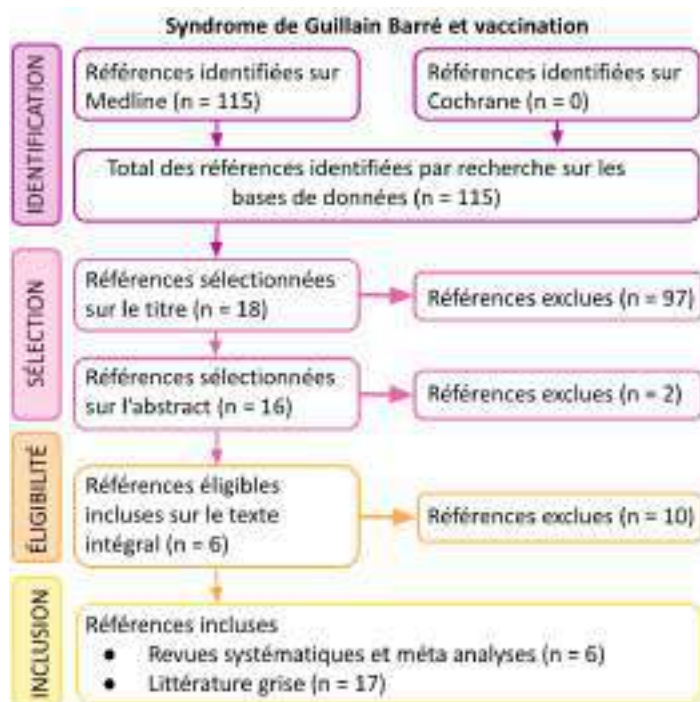 Syndrome de Guillain Barré et vaccination
IDENTIFICATION
Références identifiées sur
Medline (n = 115)
Références identifiées sur
Cochrane (n = 0)
Total des références identifiées par recherche sur les
bases de données (n = 115)
SÉLECTION
Références sélectionnées
sur le titre (n = 18)
Références exclues (n = 97)
Références sélectionnées
sur l'abstract (n = 16)
Références exclues (n = 2)
ÉLIGIBILITÉ
Références éligibles
incluses sur le texte
intégral (n = 6)
Références exclues (n = 10)
INCLUSION
Références incluses
● Revues systématiques et méta analyses (n = 6)
● Littérature grise (n = 17)